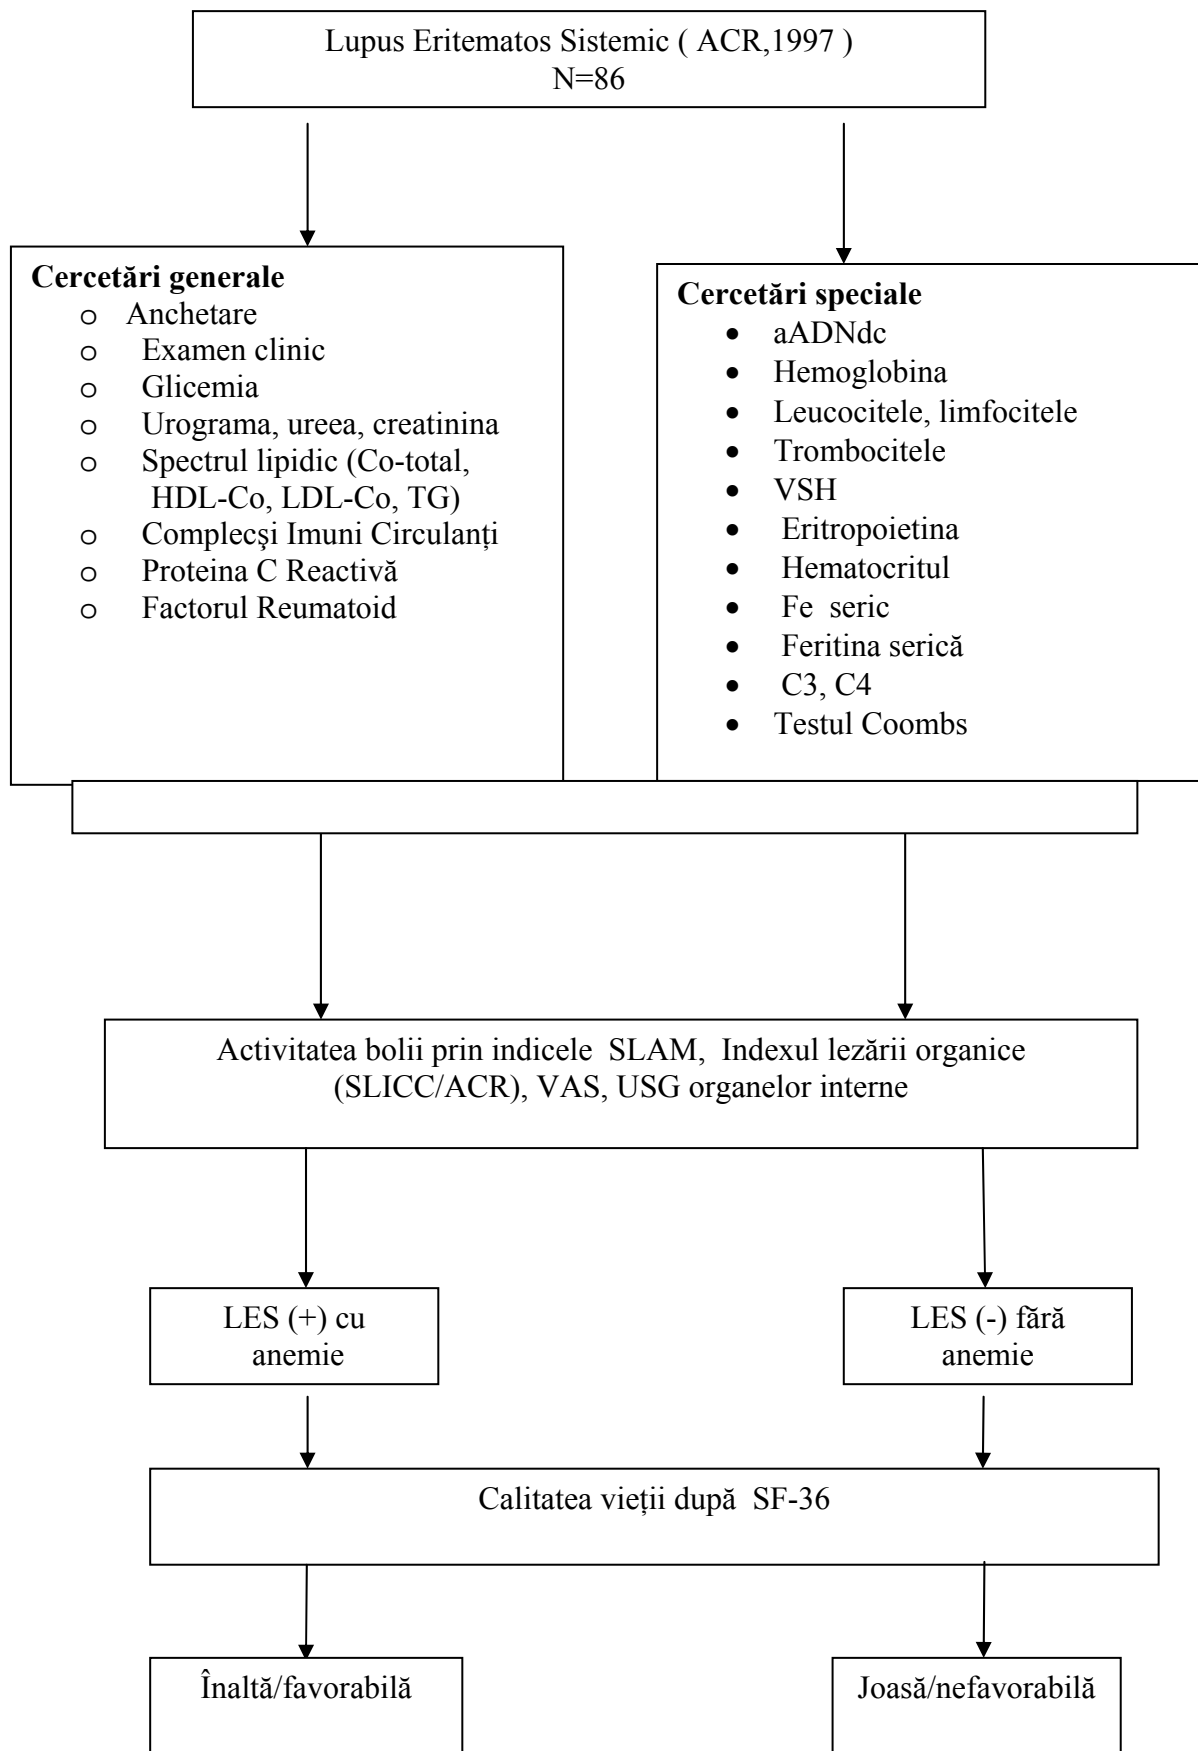 Lupus Eritematos Sistemic ( ACR,1997 )
N=86
Cercetări generale
o Anchetare
o Examen clinic
o Glicemia
o Urograma, ureea, creatinina
o Spectrul lipidic (Co-total,
HDL-Co, LDL-Co, TG)
o Complecşi Imuni Circulanți
o Proteina C Reactivă
o Factorul Reumatoid
Cercetări speciale
• aADNdc
• Hemoglobina
• Leucocitele, limfocitele
• Trombocitele
• VSH
• Eritropoietina
• Hematocritul
• Fe seric
• Feritina serică
• C3, C4
• Testul Coombs
Activitatea bolii prin indicele SLAM, Indexul lezării organice
(SLICC/ACR), VAS, USG organelor interne
LES (+) cu
anemie
LES (-) fără
anemie
Calitatea vieții după SF-36
Înaltă/favorabilă
Joasă/nefavorabilă